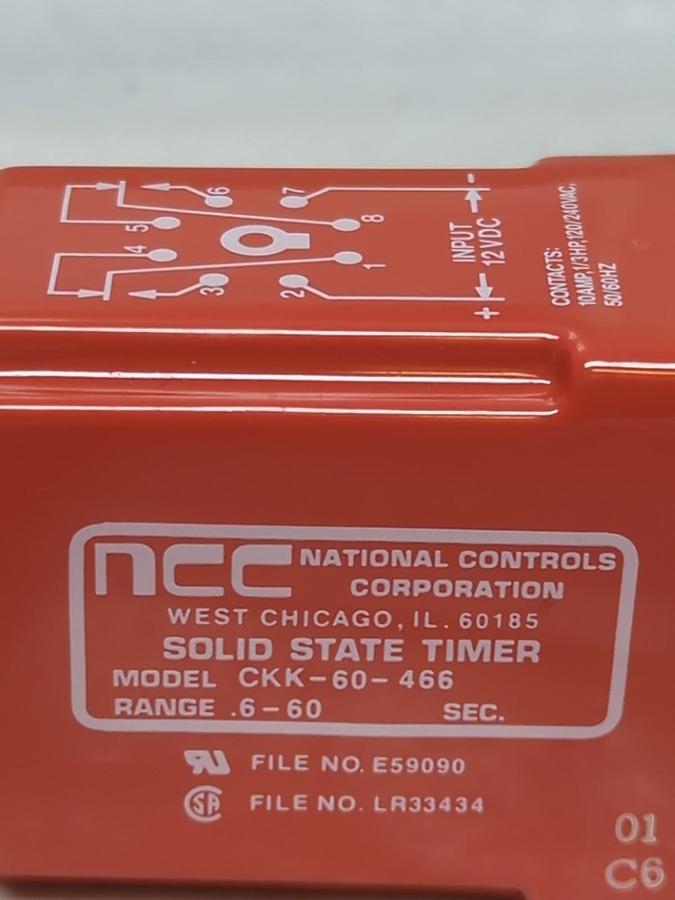 6
7
5
8
4
1
3
2
-
+
INPUT
12VDC
CONTACTS:
10AMP,1/3HP,120/240VAC,
50/60HZ
ncc NATIONAL CONTROLS
CORPORATION
WEST CHICAGO, IL. 60185
SOLID STATE TIMER
MODEL CKK-60-466
RANGE .6-60 SEC.
RU FILE NO. E59090
SA FILE NO. LR33434
01
C6